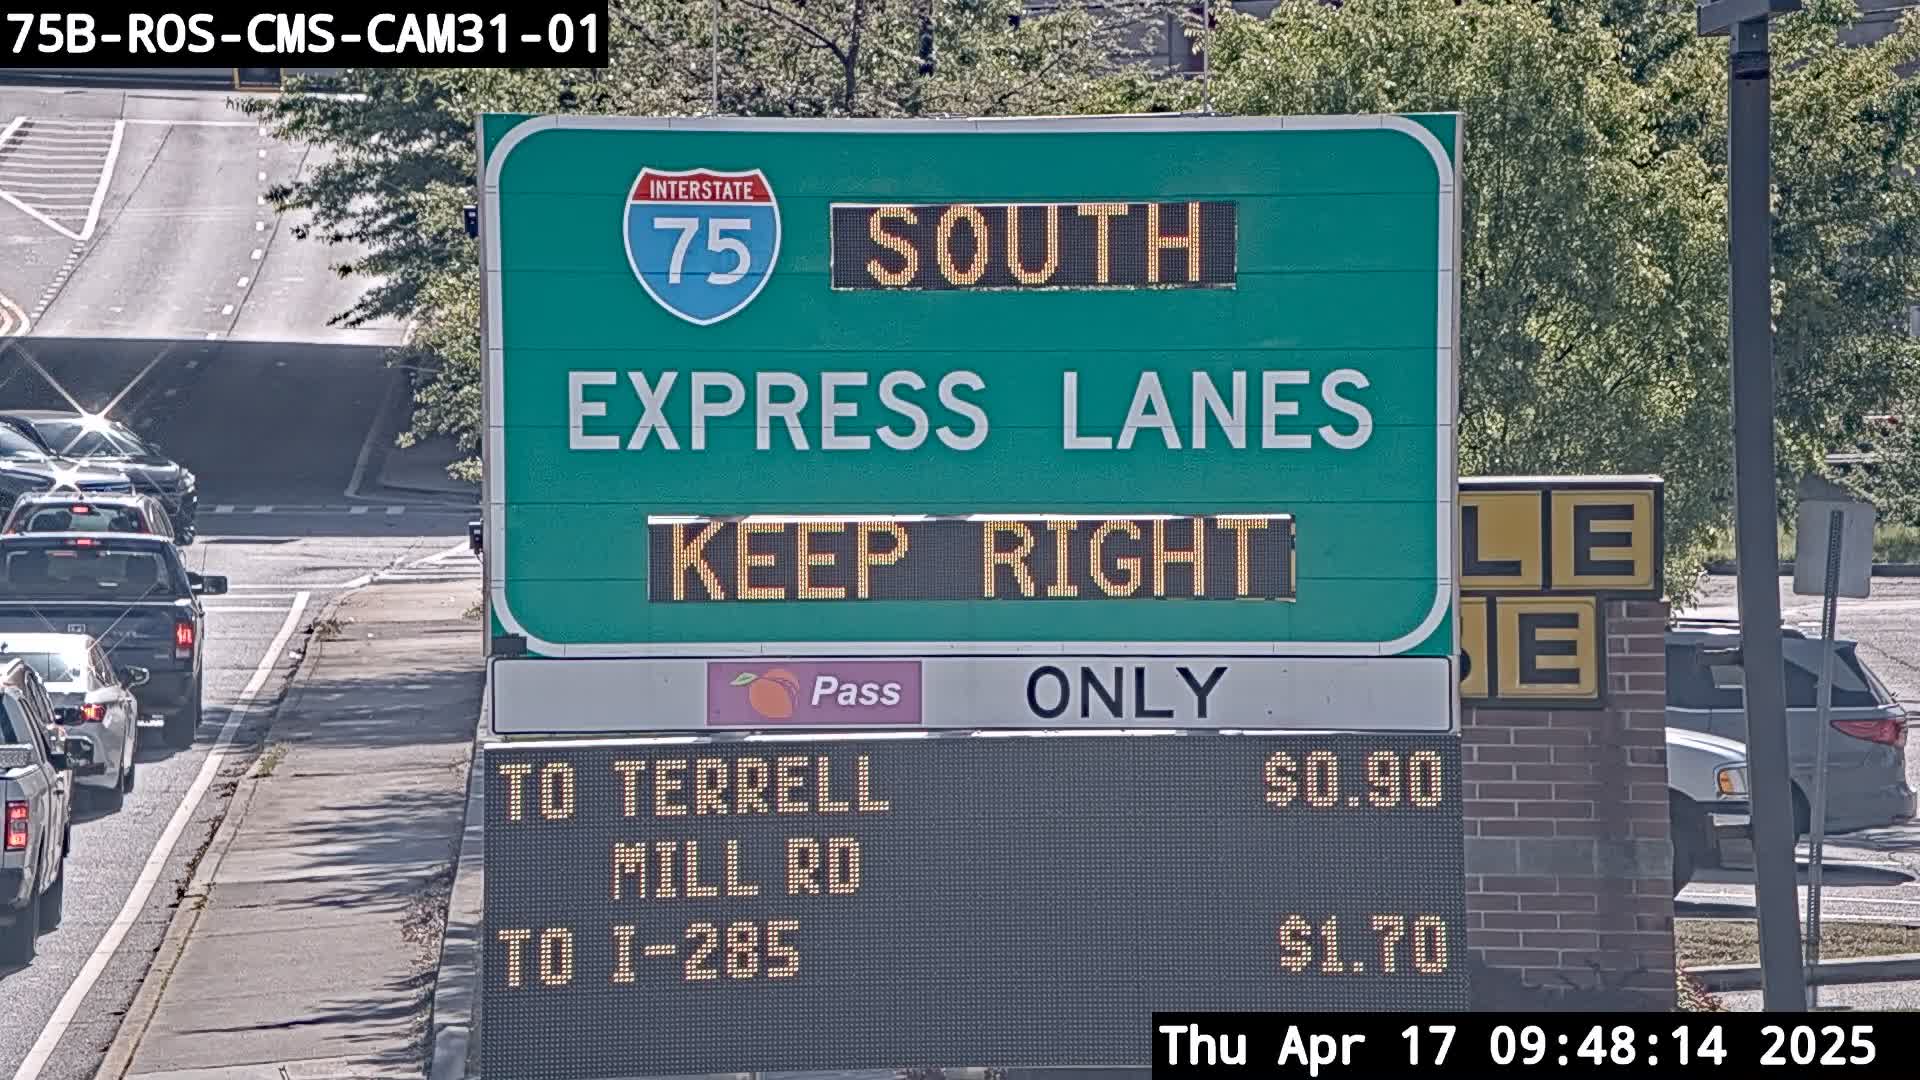 75B-ROS-CMS-CAM31-01
INTERSTATE
75
SOUTH
EXPRESS LANES
KEEP RIGHT
Pass ONLY
TO TERRELL $0.90
MILL RD
TO I-285 $1.70
LE
E
Thu Apr 17 09:48:14 2025